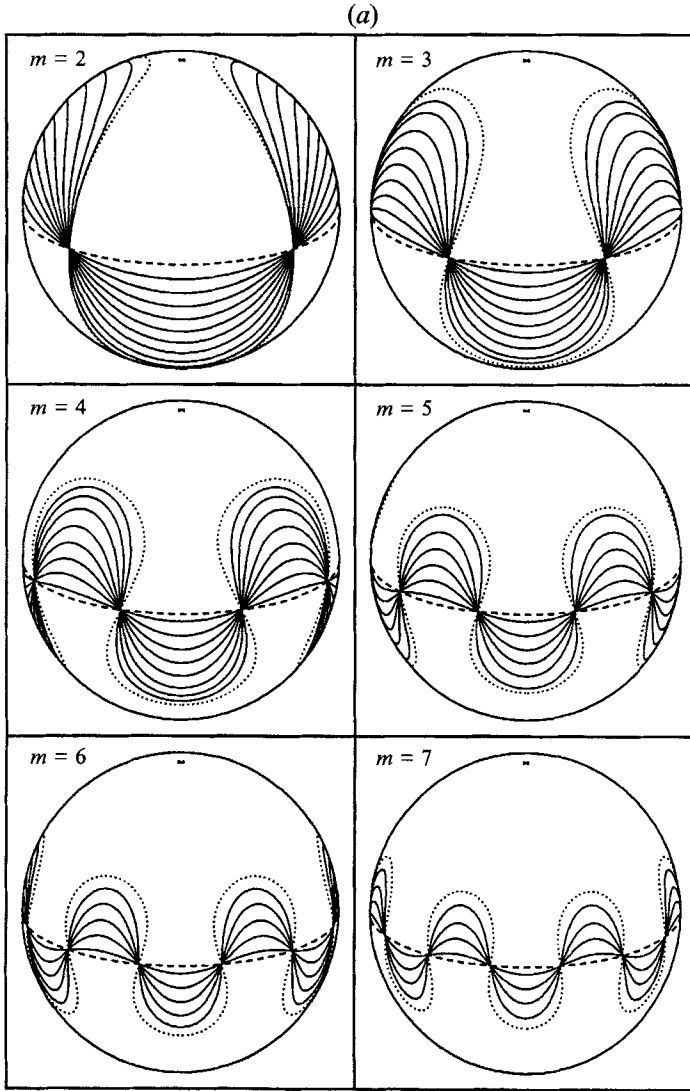 (a)
m = 2
m = 3
m = 4
m = 5
m = 6
m = 7